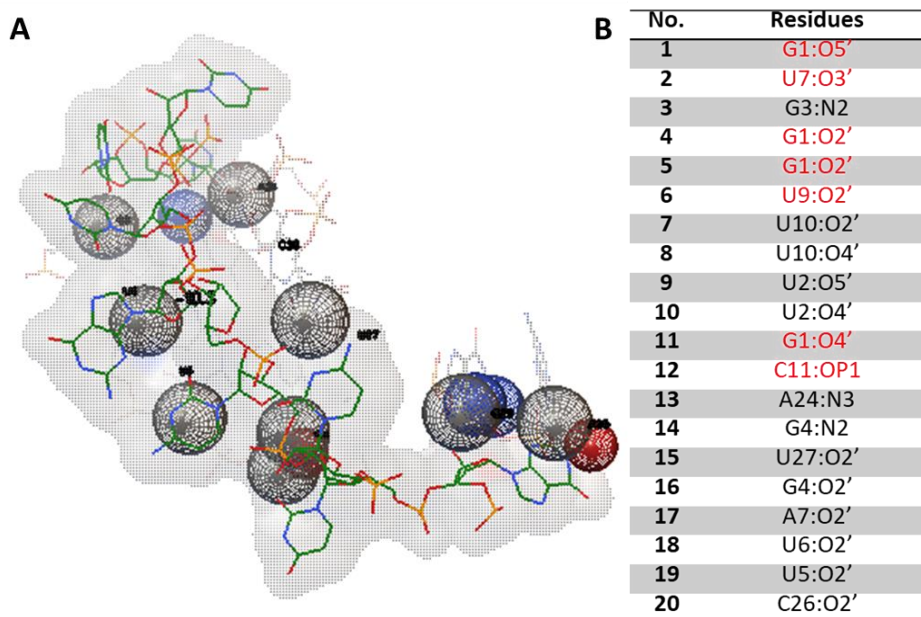 A
B
No. Residues
1 G1:O5’
2 U7:O3’
3 G3:N2
4 G1:O2’
5 G1:O2’
6 U9:O2’
7 U10:O2’
8 U10:O4’
9 U2:O5’
10 U2:O4’
11 G1:O4’
12 C11:OP1
13 A24:N3
14 G4:N2
15 U27:O2’
16 G4:O2’
17 A7:O2’
18 U6:O2’
19 U5:O2’
20 C26:O2’